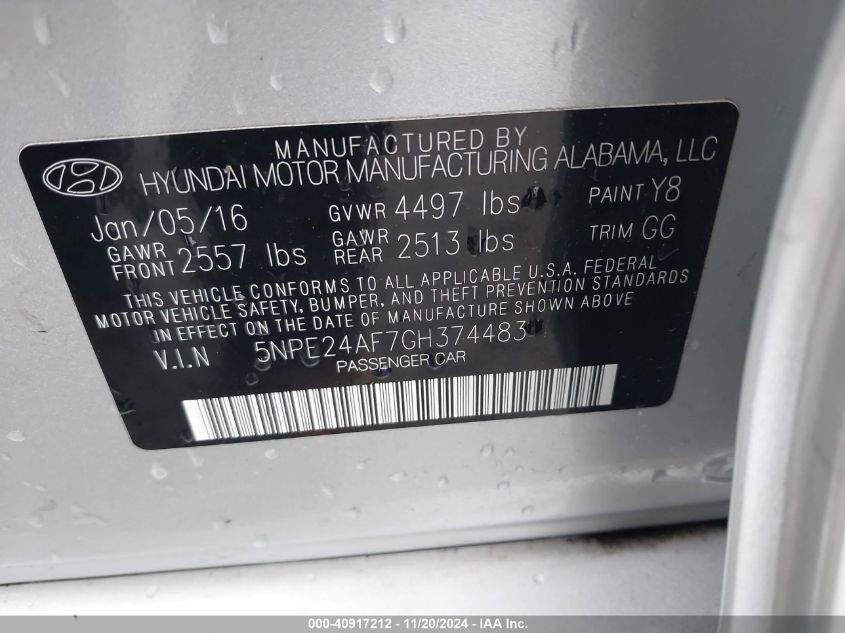 MANUFACTURED BY
HYUNDAI MOTOR MANUFACTURING ALABAMA, LLC
Jan/05/16 GVWR 4497 lbs PAINT Y8
GAWR FRONT 2557 lbs GAWR REAR 2513 lbs TRIM GG
THIS VEHICLE CONFORMS TO ALL APPLICABLE U.S.A. FEDERAL
MOTOR VEHICLE SAFETY, BUMPER, AND THEFT PREVENTION STANDARDS
IN EFFECT ON THE DATE OF MANUFACTURE SHOWN ABOVE
V.I.N 5NPE24AF7GH374483
PASSENGER CAR
000-40917212 - 11/20/2024 - IAA Inc.